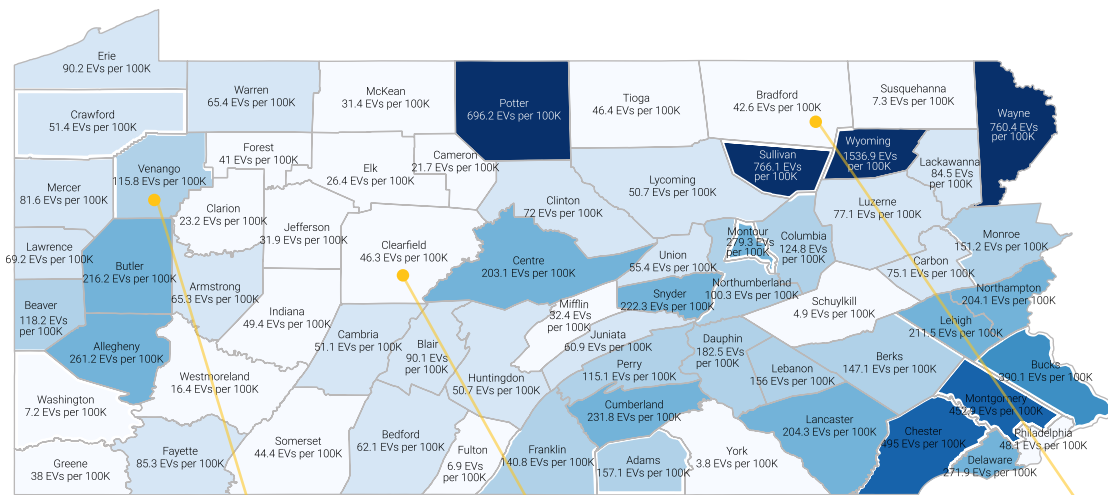 Erie
90.2 EVs per 100K
Crawford
51.4 EVs per 100K
Warren
65.4 EVs per 100K
McKean
31.4 EVs per 100K
Potter
696.2 EVs per 100K
Tioga
46.4 EVs per 100K
Bradford
42.6 EVs per 100K
Susquehanna
7.3 EVs per 100K
Wayne
760.4 EVs
per 100K
Mercer
81.6 EVs per 100K
Venango
115.8 EVs per 100K
Forest
41 EVs per 100K
Elk
26.4 EVs per 100K
Cameron
21.7 EVs per 100K
Sullivan
766.1 EVs
per 100K
Wyoming
1536.9 EVs
per 100K
Lackawanna
84.5 EVs
per 100K
Clarion
23.2 EVs per 100K
Jefferson
31.9 EVs per 100K
Clinton
72 EVs per 100K
Lycoming
50.7 EVs per 100K
Luzerne
77.1 EVs per 100K
Lawrence
69.2 EVs per 100K
Butler
216.2 EVs per 100K
Clearfield
46.3 EVs per 100K
Centre
203.1 EVs per 100K
Union
55.4 EVs per 100K
Montour
279.3 EVs
per 100K
Columbia
124.8 EVs
per 100K
Monroe
151.2 EVs per 100K
Carbon
75.1 EVs per 100K
Beaver
118.2 EVs
per 100K
Armstrong
65.3 EVs per 100K
Indiana
49.4 EVs per 100K
Mifflin
32.4 EVs
per 100K
Snyder
222.3 EVs per 100K
Northumberland
100.3 EVs per 100K
Schuylkill
4.9 EVs per 100K
Northampton
204.1 EVs per 100K
Lehigh
211.5 EVs per 100K
Allegheny
261.2 EVs per 100K
Cambria
51.1 EVs per 100K
Blair
90.1 EVs
per 100K
Huntingdon
50.7 EVs per 100K
Juniata
60.9 EVs per 100K
Perry
115.1 EVs per 100K
Dauphin
182.5 EVs
per 100K
Lebanon
156 EVs per 100K
Berks
147.1 EVs per 100K
Bucks
390.1 EVs per 100K
Washington
7.2 EVs per 100K
Westmoreland
16.4 EVs per 100K
Cumberland
231.8 EVs per 100K
Lancaster
204.3 EVs per 100K
Montgomery
452.9 EVs per 100K
Chester
495 EVs per 100K
Philadelphia
48.1 EVs per 100K
Delaware
271.9 EVs per 100K
Greene
38 EVs per 100K
Fayette
85.3 EVs per 100K
Somerset
44.4 EVs per 100K
Bedford
62.1 EVs per 100K
Fulton
6.9 EVs
per 100K
Franklin
140.8 EVs per 100K
Adams
157.1 EVs per 100K
York
3.8 EVs per 100K